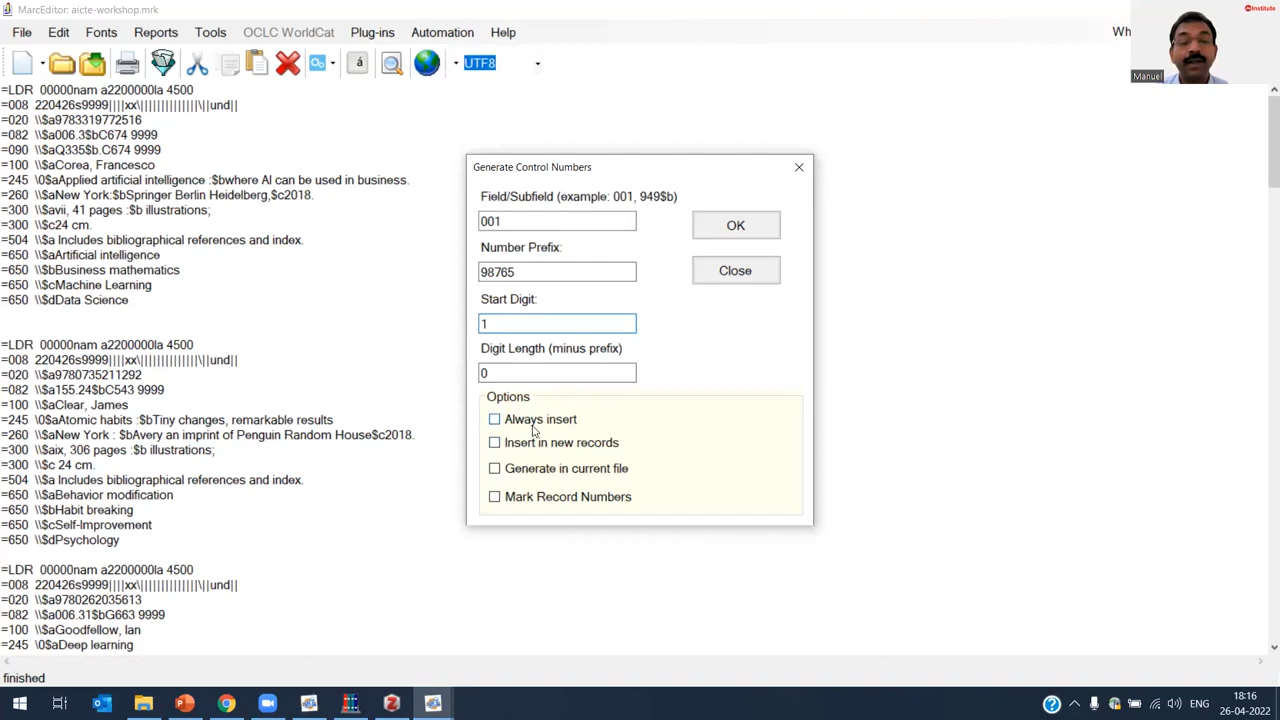 MarcEditor: aicte-workshop.mrk
Institute
File Edit Fonts Reports Tools OCLC WorldCat Plug-ins Automation Help
Wh
Manuel
á
UTF8
=LDR 00000nam a2200000Ia 4500
=008 220426s9999||||xx\||||||||||||||\||und||
=020 \\$a9783319772516
=082 \\$a006.3$bC674 9999
=090 \\$aQ335$b.C674 9999
=100 \\$aCorea, Francesco
=245 \0$aApplied artificial intelligence :$bwhere AI can be used in business.
=260 \\$aNew York:$bSpringer Berlin Heidelberg,$c2018.
=300 \\$avii, 41 pages :$b illustrations;
=300 \\$c24 cm.
=504 \\$a Includes bibliographical references and index.
=650 \\$aArtificial intelligence
=650 \\$bBusiness mathematics
=650 \\$cMachine Learning
=650 \\$dData Science
=LDR 00000nam a2200000Ia 4500
=008 220426s9999||||xx\||||||||||||||\||und||
=020 \\$a9780735211292
=082 \\$a155.24$bC543 9999
=100 \\$aClear, James
=245 \0$aAtomic habits :$bTiny changes, remarkable results
=260 \\$aNew York : $bAvery an imprint of Penguin Random House$c2018.
=300 \\$aix, 306 pages :$b illustrations;
=300 \\$c 24 cm.
=504 \\$a Includes bibliographical references and index.
=650 \\$aBehavior modification
=650 \\$bHabit breaking
=650 \\$cSelf-Improvement
=650 \\$dPsychology
=LDR 00000nam a2200000Ia 4500
=008 220426s9999||||xx\||||||||||||||\||und||
=020 \\$a9780262035613
=082 \\$a006.31$bG663 9999
=100 \\$aGoodfellow, Ian
=245 \0$aDeep learning
Generate Control Numbers
Field/Subfield (example: 001, 949$b)
001
OK
Number Prefix:
98765
Close
Start Digit:
1
Digit Length (minus prefix)
0
Options
Always insert
Insert in new records
Generate in current file
Mark Record Numbers
finished
ENG
18:16
26-04-2022